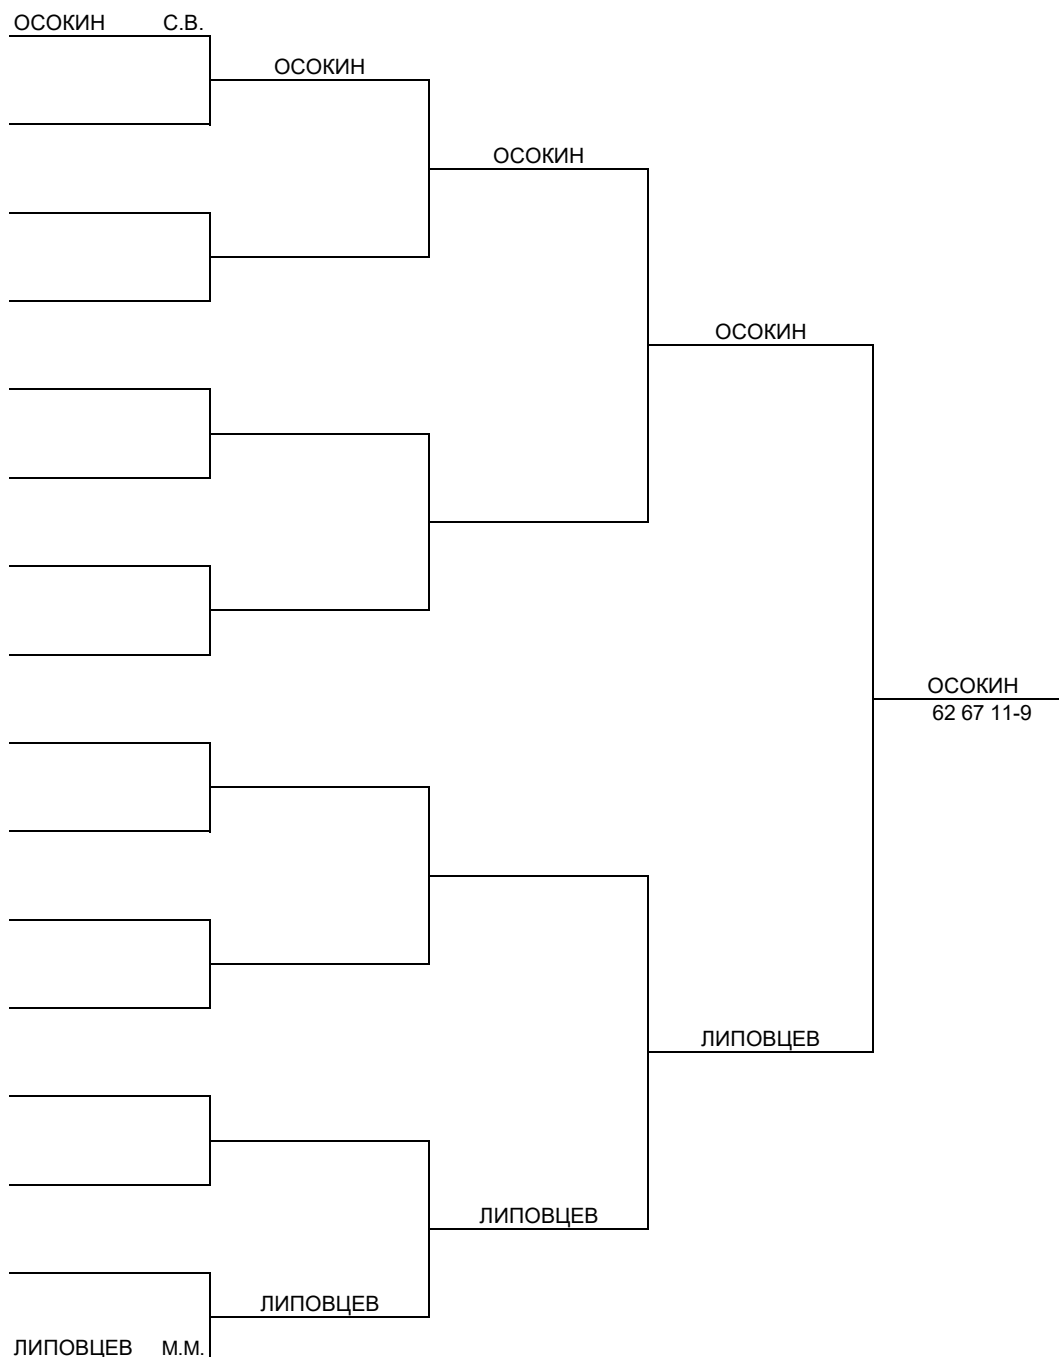 ОСОКИН С.В.
ОСОКИН
ОСОКИН
ОСОКИН
ОСОКИН
62 67 11-9
ЛИПОВЦЕВ
ЛИПОВЦЕВ
ЛИПОВЦЕВ
ЛИПОВЦЕВ М.М.